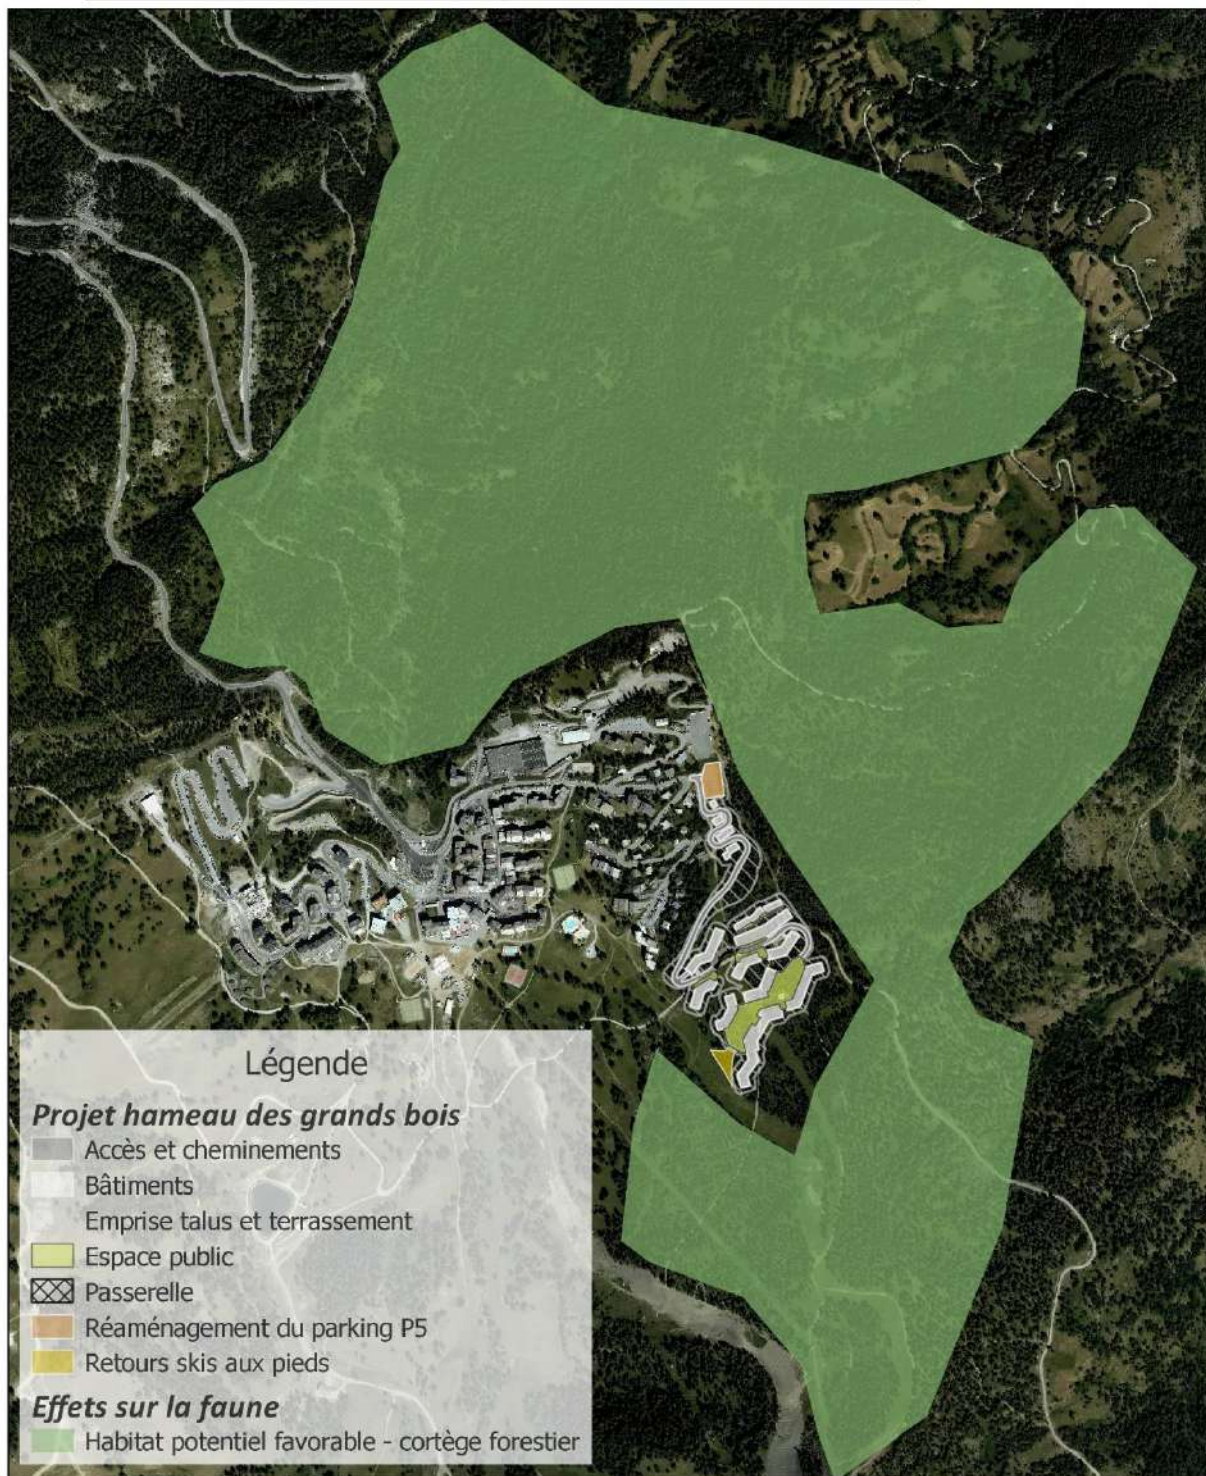 Légende
Projet hameau des grands bois
Accès et cheminements
Bâtiments
Emprise talus et terrassement
Espace public
Passerelle
Réaménagement du parking P5
Retours skis aux pieds
Effets sur la faune
Habitat potentiel favorable - cortège forestier